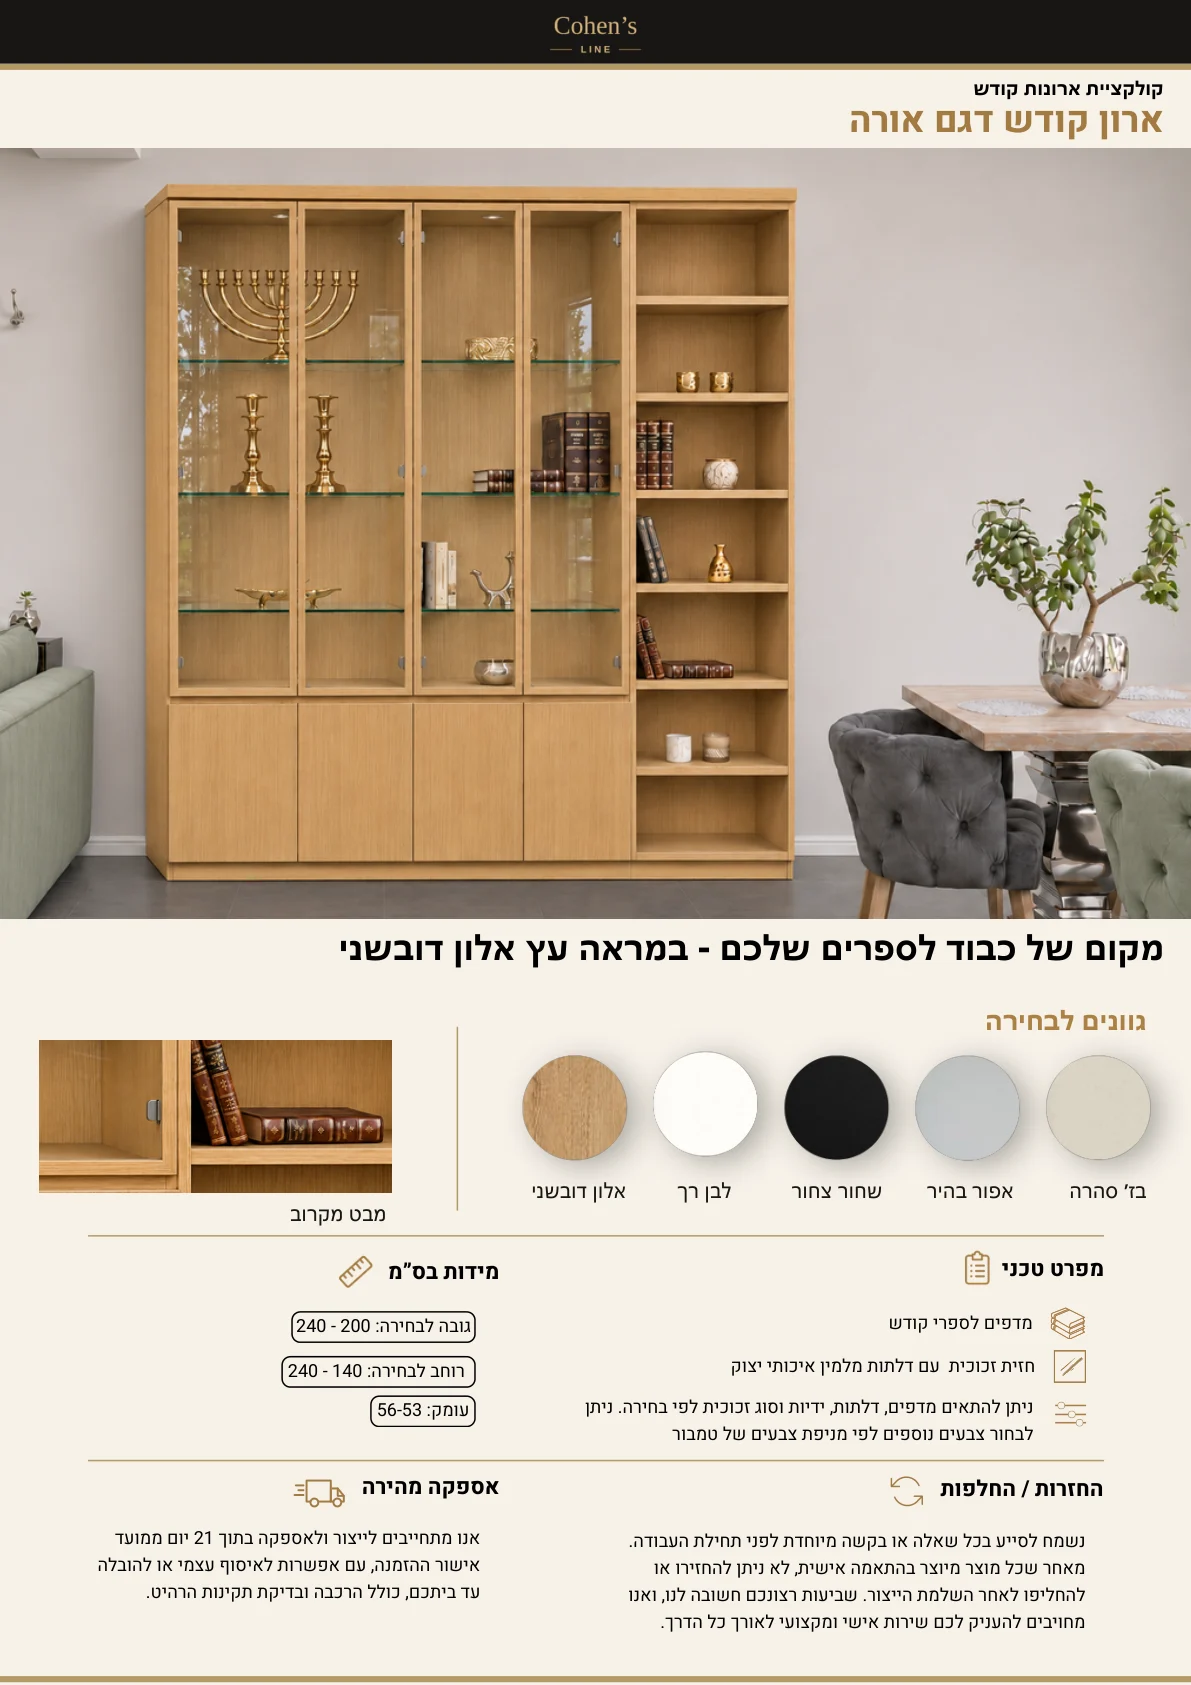 Cohen's
LINE
קולקציית ארונות קודש
ארון קודש דגם אורה
מקום של כבוד לספרים שלכם - במראה עץ אלון דובשני
גוונים לבחירה
בז' סהרה
אפור בהיר
שחור צחור
לבן רך
אלון דובשני
מבט מקרוב
מפרט טכני
מדפים לספרי קודש
חזית זכוכית עם דלתות מלמין איכותי יצוק
ניתן להתאים מדפים, דלתות, ידיות וסוג זכוכית לפי בחירה. ניתן
לבחור צבעים נוספים לפי מניפת צבעים של טמבור
מידות בס"מ
גובה לבחירה: 200 - 240
רוחב לבחירה: 140 - 240
עומק: 56-53
החזרות / החלפות
נשמח לסייע בכל שאלה או בקשה מיוחדת לפני תחילת העבודה.
מאחר שכל מוצר מיוצר בהתאמה אישית, לא ניתן להחזירו או
להחליפו לאחר השלמת הייצור. שביעות רצונכם חשובה לנו, ואנו
מחויבים להעניק לכם שירות אישי ומקצועי לאורך כל הדרך.
אספקה מהירה
אנו מתחייבים לייצור ולאספקה בתוך 21 יום ממועד
אישור ההזמנה, עם אפשרות לאיסוף עצמי או להובלה
עד ביתכם, כולל הרכבה ובדיקת תקינות הרהיט.